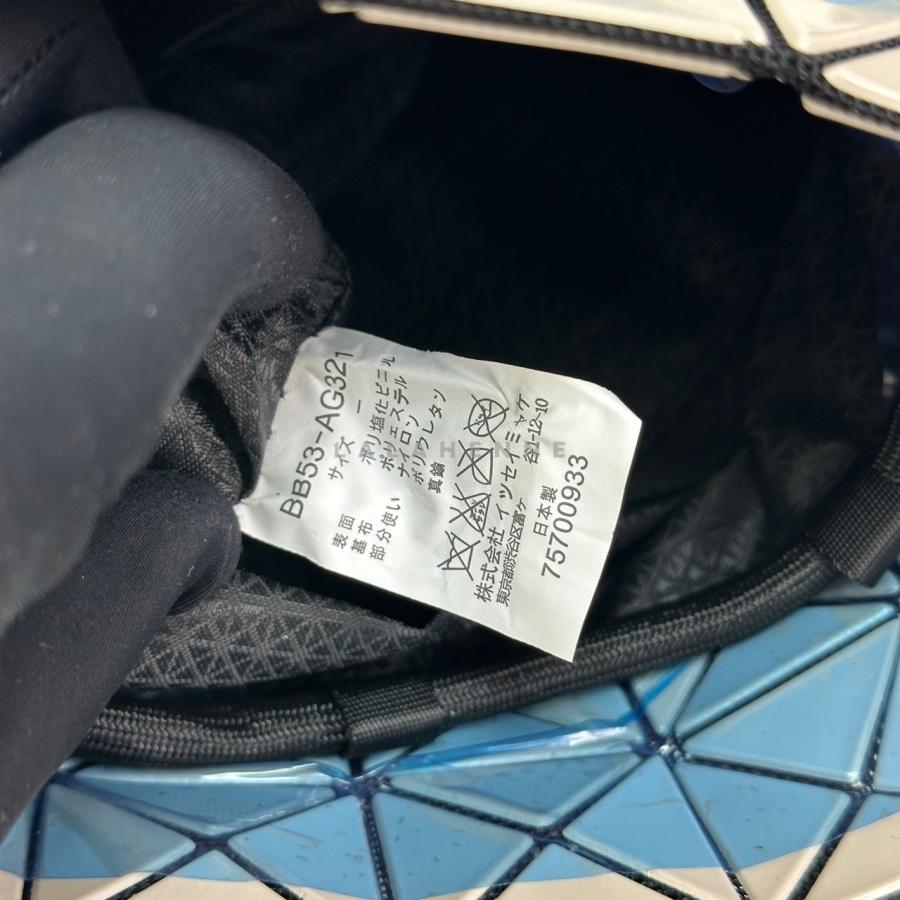 BB53-AG321
サイズ ー
表面 ポリ塩化ビニル
基布 ポリエステル
部分使い ナイロン
ポリウレタン
真鍮
株式会社 イッセイミヤケ
東京都渋谷区富ヶ谷1-12-10
日本製
75700933